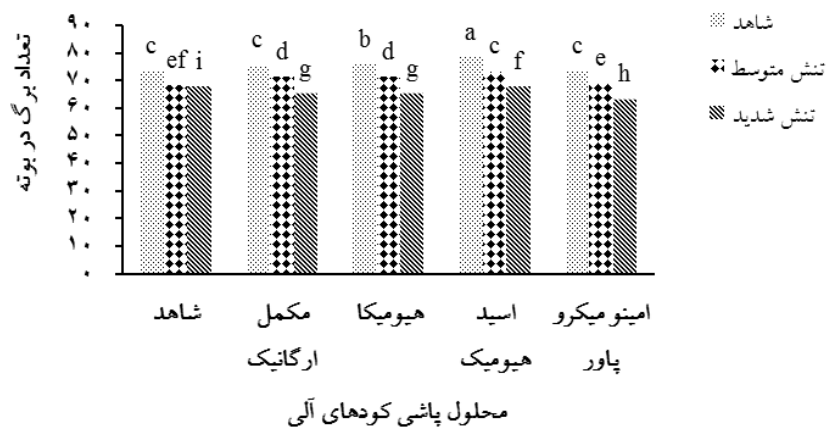 تعداد برگ در بوته
۹۰
۸۰
۷۰
۶۰
۵۰
۴۰
۳۰
۲۰
۱۰
۰
c ef i
c d g
b d g
a c f
c e h
شاهد
مکمل
ارگانیک
هیومیکا
اسید
هیومیک
امینو میکرو
پاور
محلول پاشی کودهای آلی
شاهد
تنش متوسط
تنش شدید